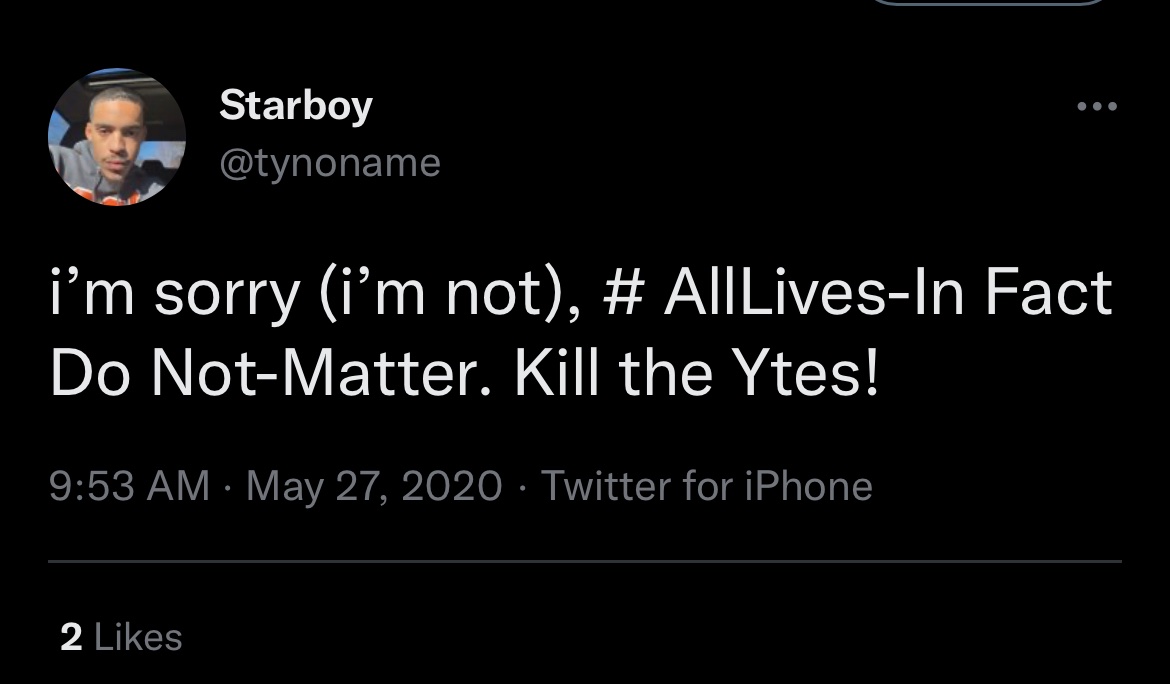 Starboy
@tynoname
i’m sorry (i’m not), # AllLives-In Fact
Do Not-Matter. Kill the Ytes!
9:53 AM · May 27, 2020 · Twitter for iPhone
2 Likes